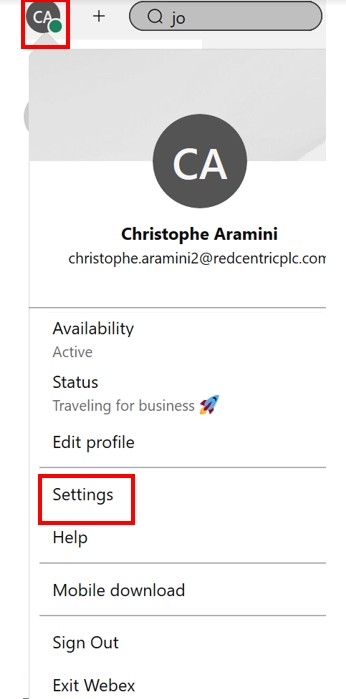 CA
+ jo
CA
Christophe Aramini
christophe.aramini2@redcentricplc.com
Availability
Active
Status
Traveling for business 🚀
Edit profile
Settings
Help
Mobile download
Sign Out
Exit Webex